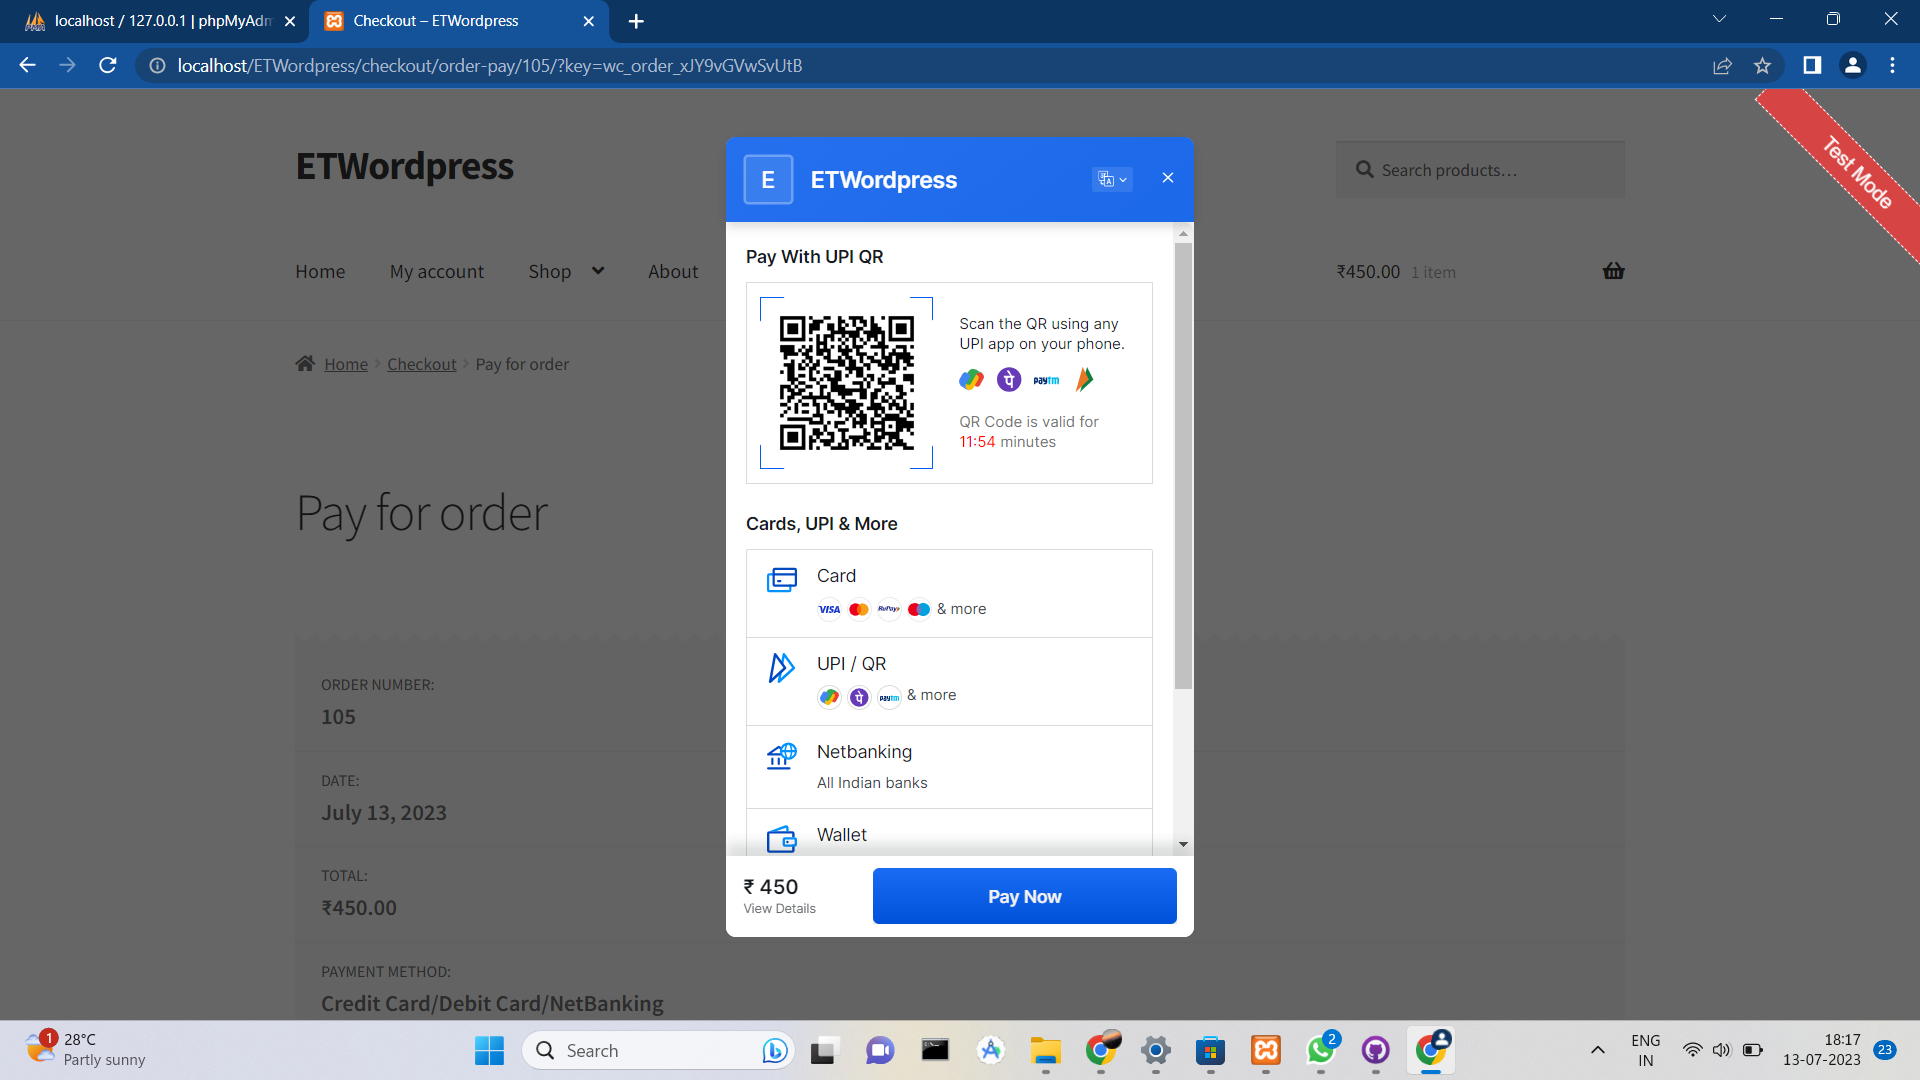 localhost / 127.0.0.1 | phpMyAdm
Checkout – ETWordpress
localhost/ETWordpress/checkout/order-pay/105/?key=wc_order_xJY9vGVwSvUtB
Test Mode
ETWordpress
Search products…
Home
My account
Shop
About
₹450.00 1 item
Home
Checkout
Pay for order
Pay for order
ORDER NUMBER:
105
DATE:
July 13, 2023
TOTAL:
₹450.00
PAYMENT METHOD:
Credit Card/Debit Card/NetBanking
E
ETWordpress
Pay With UPI QR
Scan the QR using any
UPI app on your phone.
पे
paytm
QR Code is valid for
11:54 minutes
Cards, UPI & More
Card
VISA
RuPay
& more
UPI / QR
पे
paytm
& more
Netbanking
All Indian banks
Wallet
₹ 450
View Details
Pay Now
1
28°C
Partly sunny
Search
2
ENG
IN
18:17
13-07-2023
23